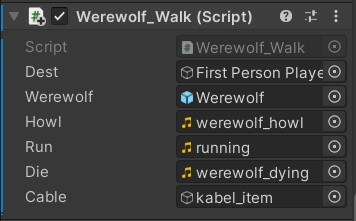 Werewolf_Walk (Script)
Script Werewolf_Walk
Dest First Person Playe
Werewolf Werewolf
Howl werewolf_howl
Run running
Die werewolf_dying
Cable kabel_item